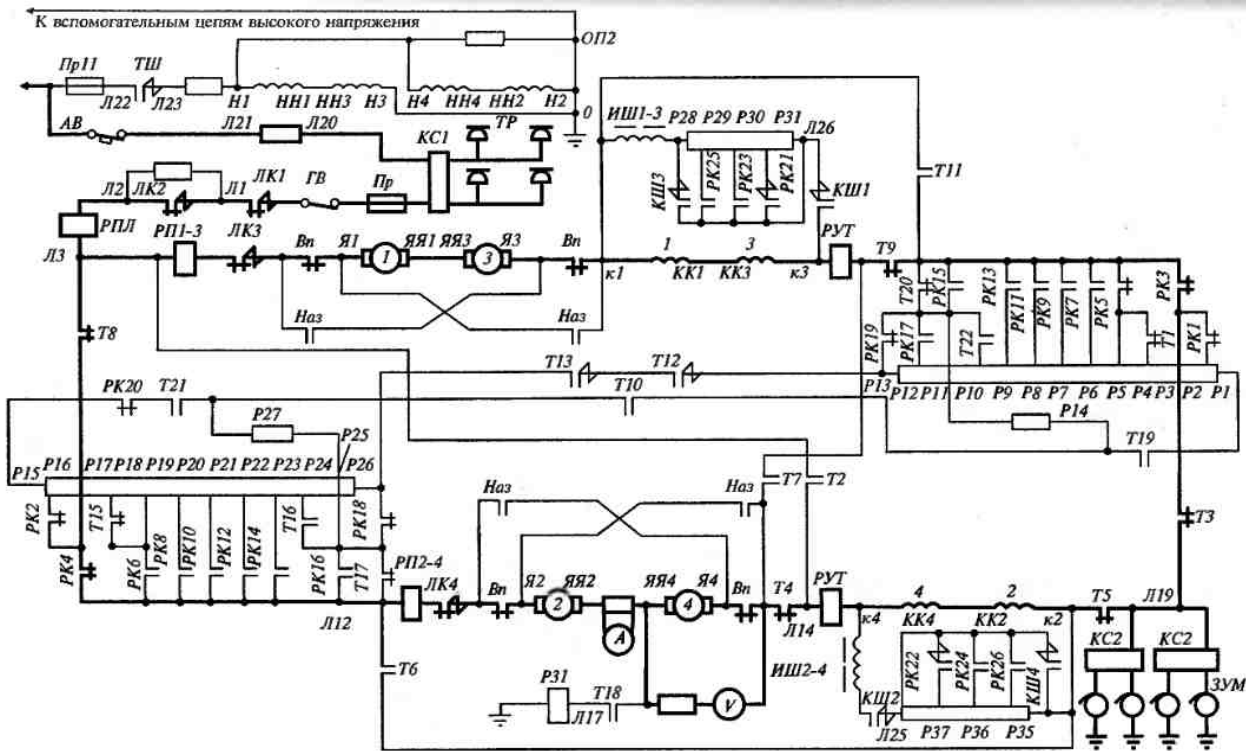 К вспомогательным цепям высокого напряжения
ОП2
Пр11 ТШ
Л22 Л23 Н1 НН1 НН3 Н3 Н4 НН4 НН2 Н2
0
АВ Л21 Л20 КС1 ТР
ИШ1-3 Р28 Р29 Р30 Р31 Л26
КШ3 РК25 РК23 РК21 КШ1
Т11
Л2 ЛК2 Л1 ЛК1 ГВ Пр
РПЛ
РП1-3 ЛК3 Вп Я1 ЯЯ1 ЯЯ3 Я3 Вп
1 3
РУТ
Т9
Л3
1 3
к1 КК1 КК3 к3
Т20 РК15 РК13 РК11 РК9 РК7 РК5 РК3
Наз Наз
Т8
РК19 РК17 Т22 Т1 РК1
Т13 Т12
Р13 Р12 Р11 Р10 Р9 Р8 Р7 Р6 Р5 Р4 Р3 Р2 Р1
РК20 Т21 Т10
Р27 Р14
Р25
Т19
Р15 Р16 Р17 Р18 Р19 Р20 Р21 Р22 Р23 Р24 Р26
Наз Наз
Т7 Т2
РК2 Т15 Т16 РК18
РК4 РК6 РК8 РК10 РК12 РК14 РК16 Т17
Т3
РП2-4 ЛК4 Вп Я2 ЯЯ2 ЯЯ4 Я4 Вп Т4 РУТ
2 4
4 2
Т5 Л19
Л12
А
Л14
к4 КК4 КК2 к2
КС2 КС2
Т6
ИШ2-4
РК22 РК24 РК26 КШ4
ЗУМ
Р31 Т18
Л17
V
КШ2
Л25 Р37 Р36 Р35